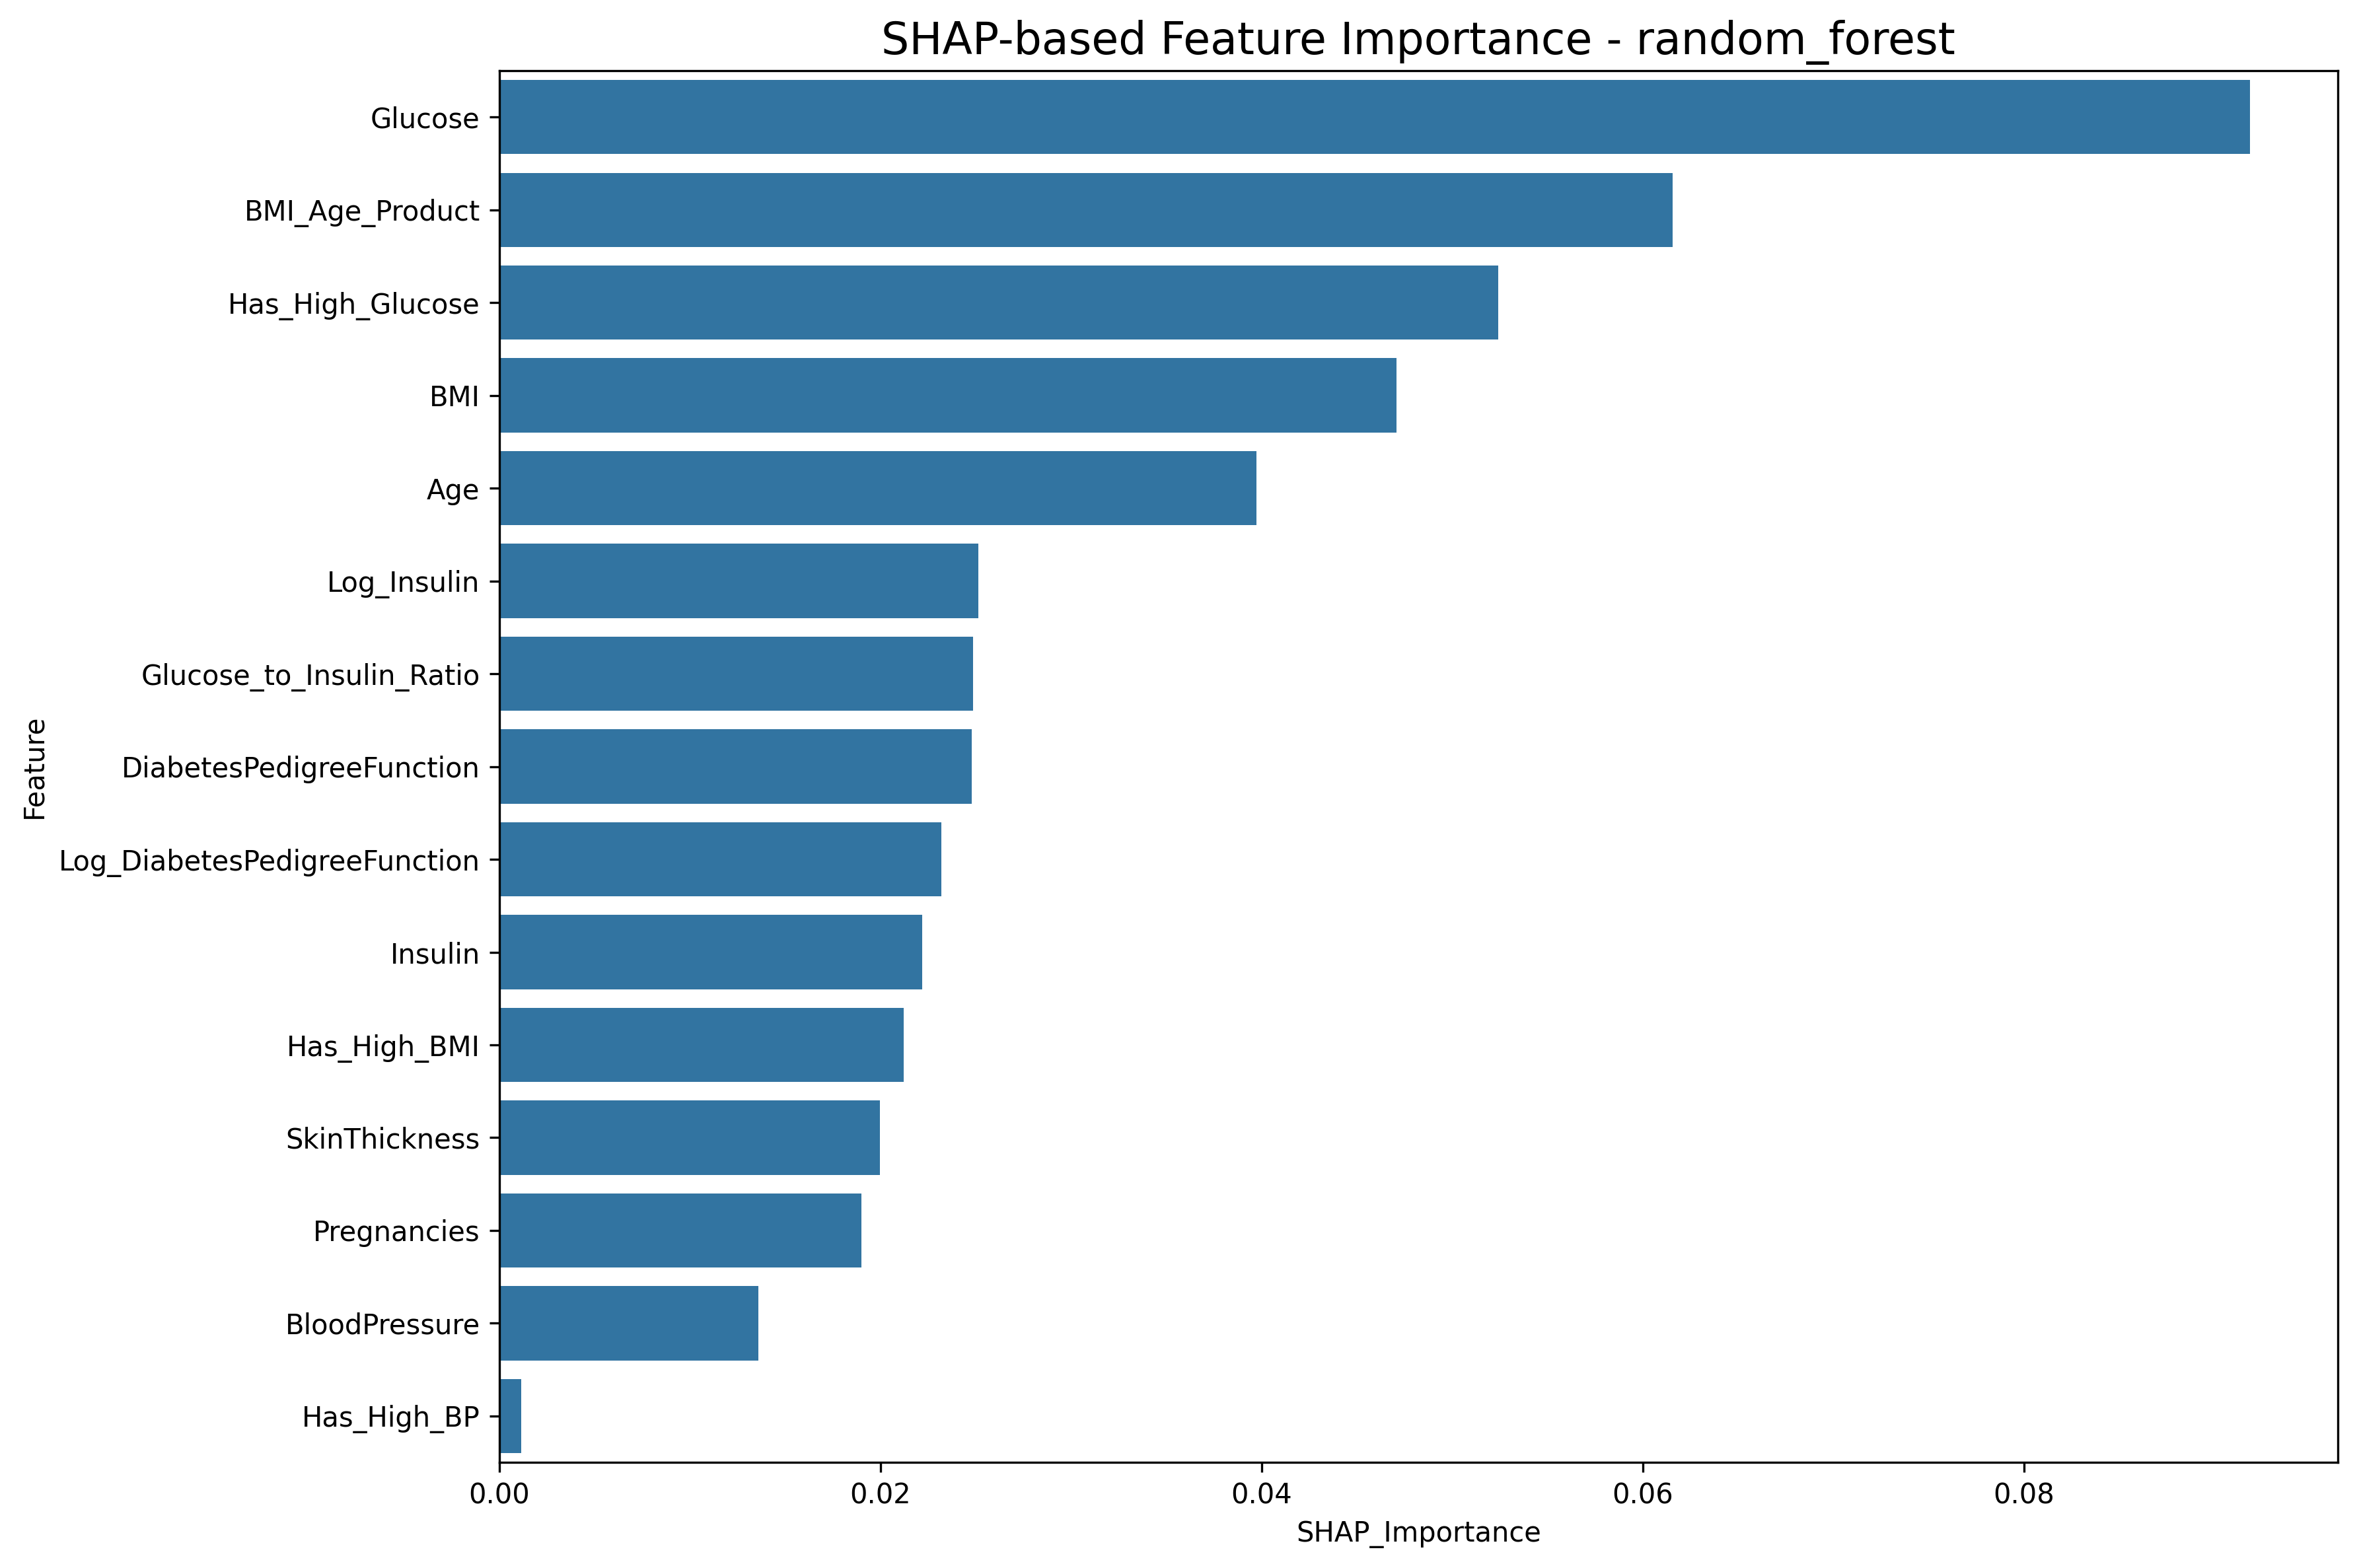 SHAP-based Feature Importance - random_forest
Feature
Glucose
BMI_Age_Product
Has_High_Glucose
BMI
Age
Log_Insulin
Glucose_to_Insulin_Ratio
DiabetesPedigreeFunction
Log_DiabetesPedigreeFunction
Insulin
Has_High_BMI
SkinThickness
Pregnancies
BloodPressure
Has_High_BP
0.00 0.02 0.04 0.06 0.08
SHAP_Importance